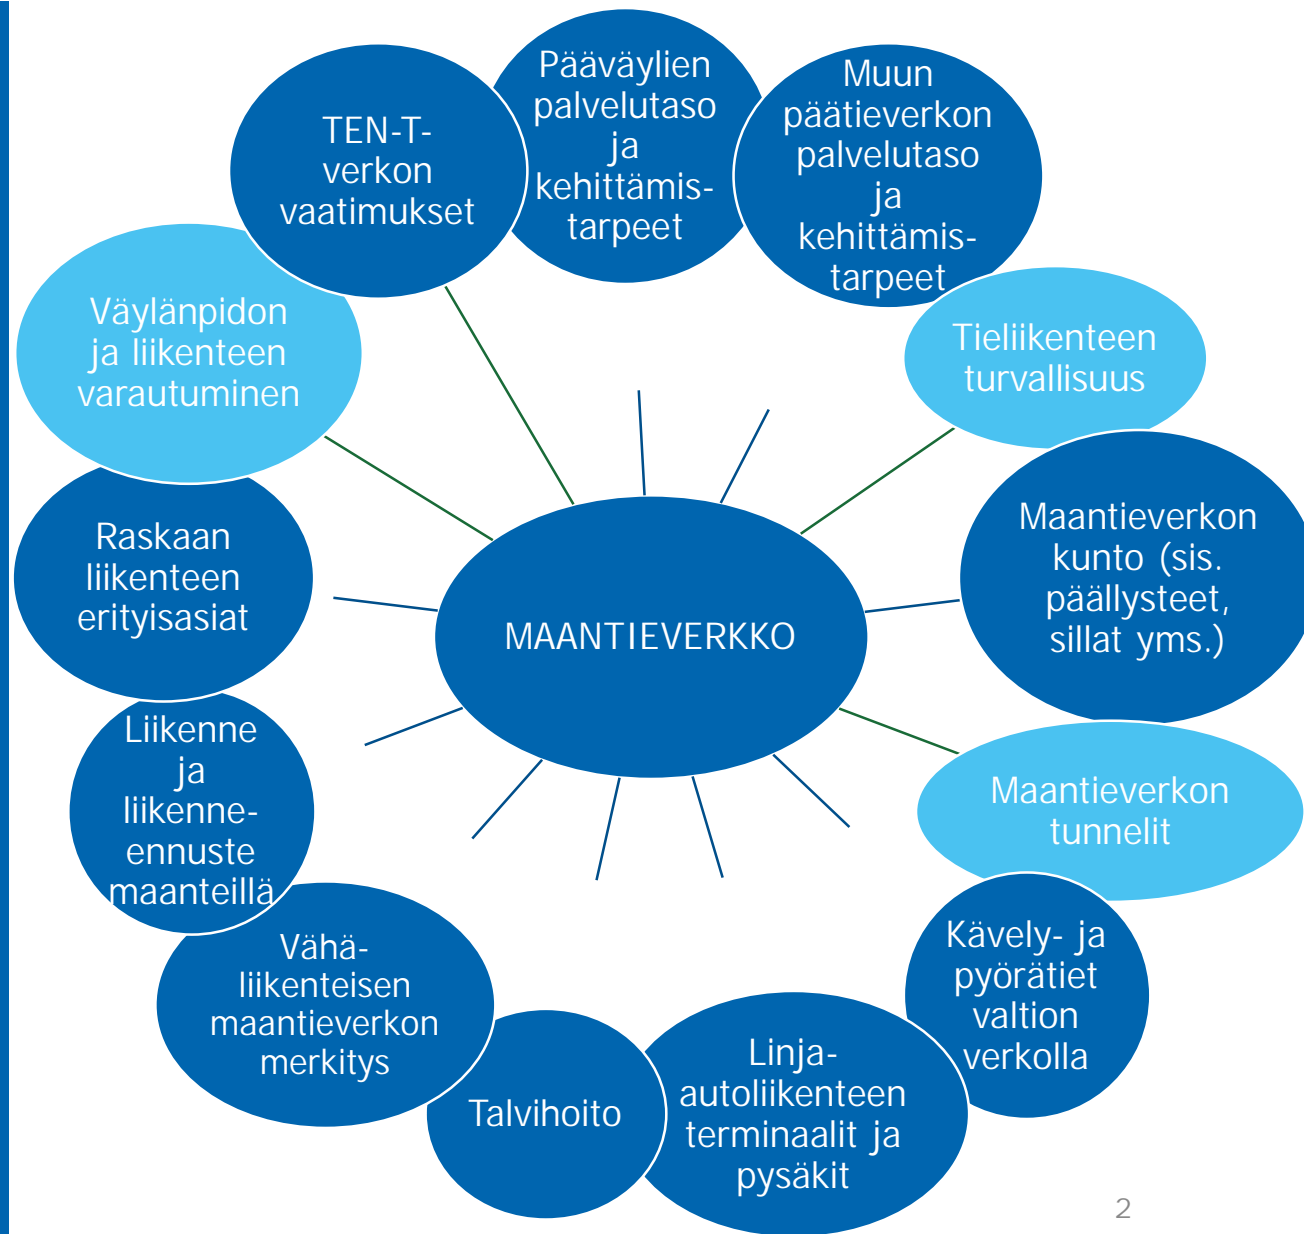 Pääväylien
palvelutaso
ja
kehittämis-
tarpeet
Muun
päätieverkon
palvelutaso
ja
kehittämis-
tarpeet
TEN-T-
verkon
vaatimukset
Väylänpidon
ja liikenteen
varautuminen
Tieliikenteen
turvallisuus
Raskaan
liikenteen
erityisasiat
MAANTIEVERKKO
Maantieverkon
kunto (sis.
päällysteet,
sillat yms.)
Liikenne
ja
liikenne-
ennuste
maanteillä
Maantieverkon
tunnelit
Vähä-
liikenteisen
maantieverkon
merkitys
Talvihoito
Linja-
autoliikenteen
terminaalit ja
pysäkit
Kävely- ja
pyörätiet
valtion
verkolla
2